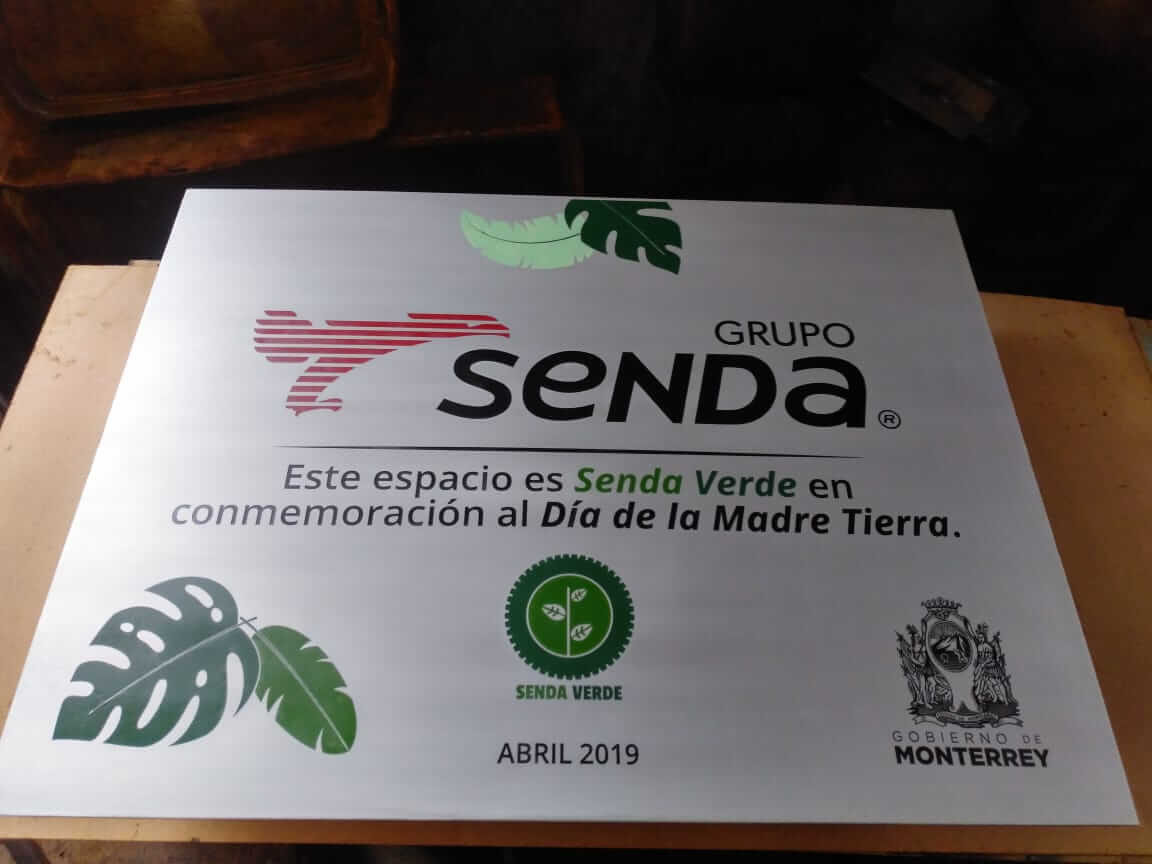 GRUPO
SENDA ®
Este espacio es Senda Verde en
conmemoración al Día de la Madre Tierra.
SENDA VERDE
ABRIL 2019
GOBIERNO DE
MONTERREY